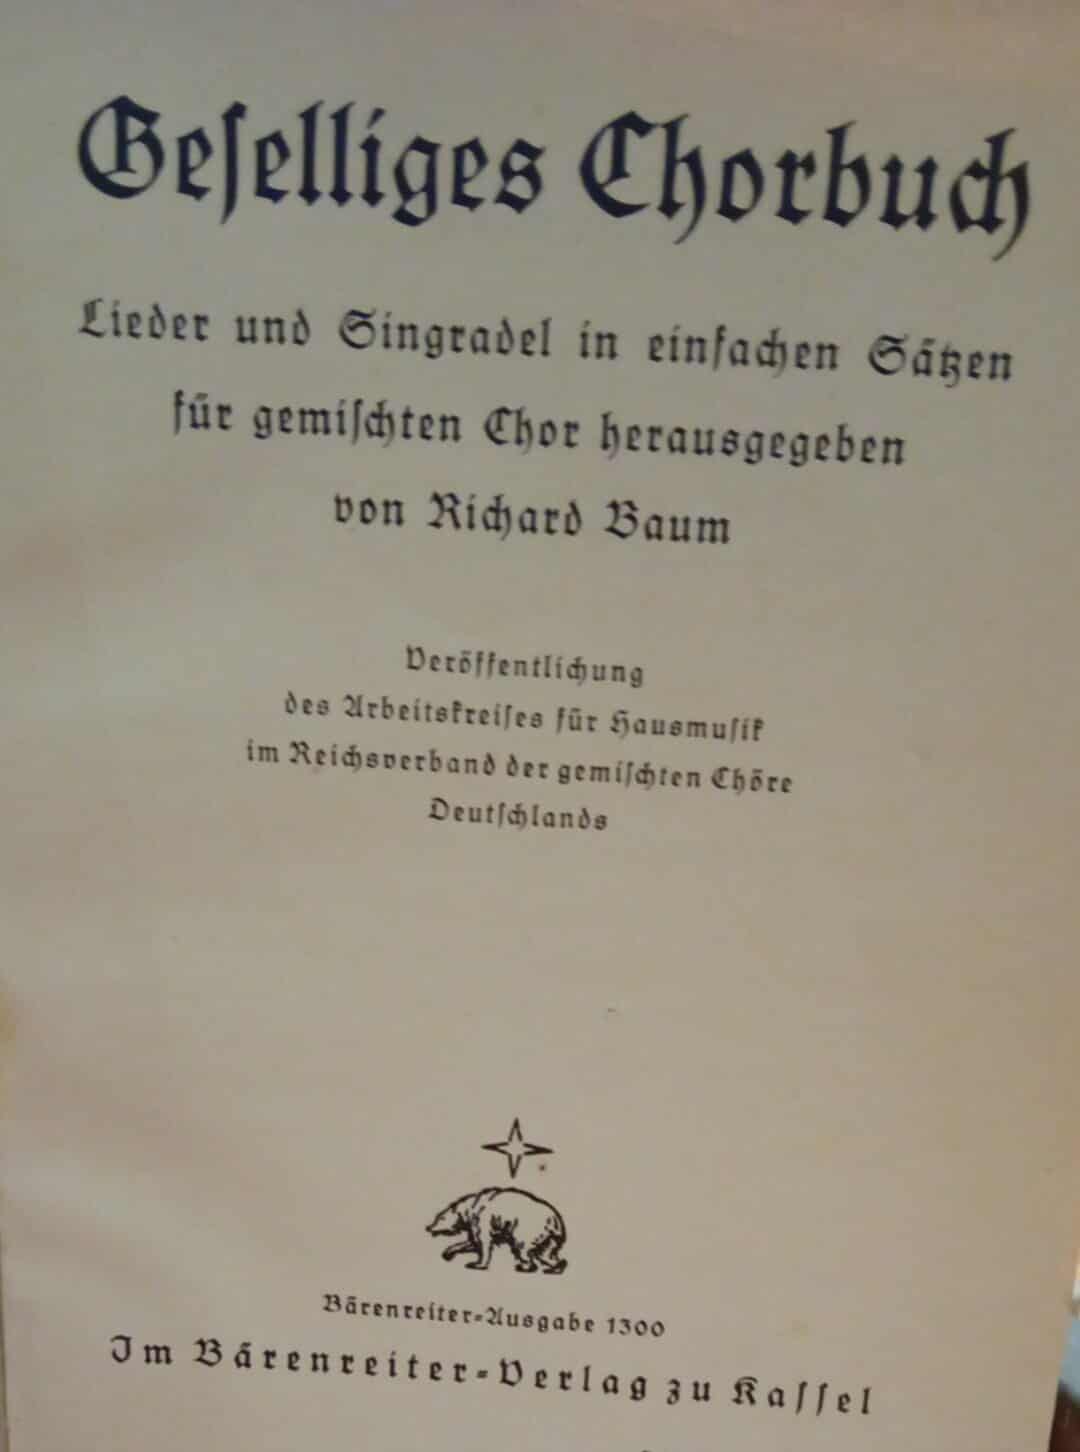 Geselliges Chorbuch
Lieder und Singradel in einfachen Sätzen
für gemischten Chor herausgegeben
von Richard Baum
Veröffentlichung
des Arbeitskreises für Hausmusik
im Reichsverband der gemischten Chöre
Deutschlands
Bärenreiter-Ausgabe 1300
Im Bärenreiter-Verlag zu Kassel